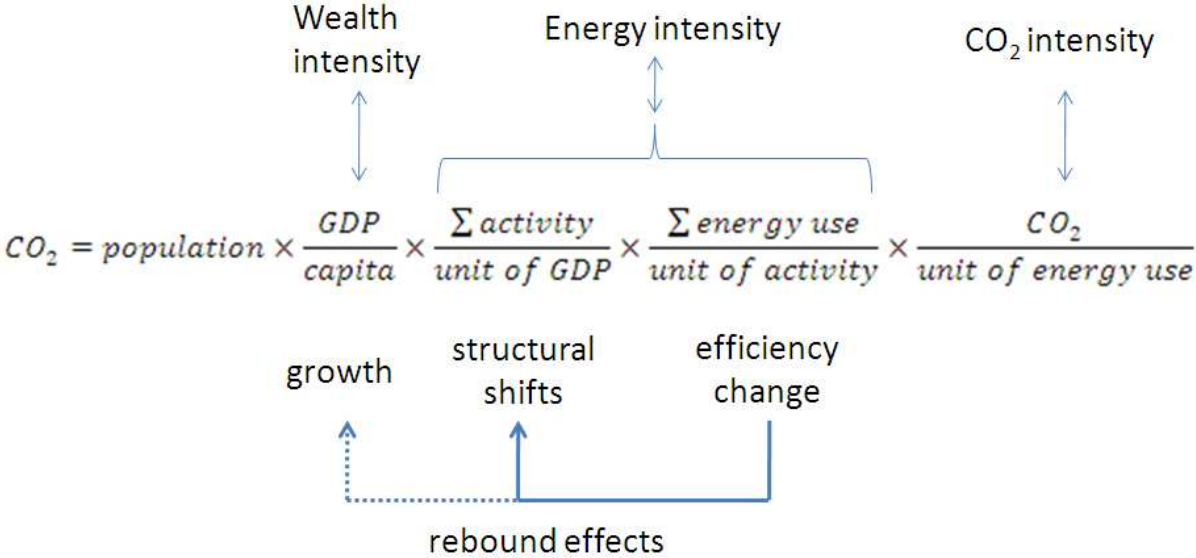 Wealth
intensity
Energy intensity
CO₂ intensity
CO₂ = population × GDP/capita × ∑ activity/unit of GDP × ∑ energy use/unit of activity × CO₂/unit of energy use
growth
structural
shifts
efficiency
change
rebound effects